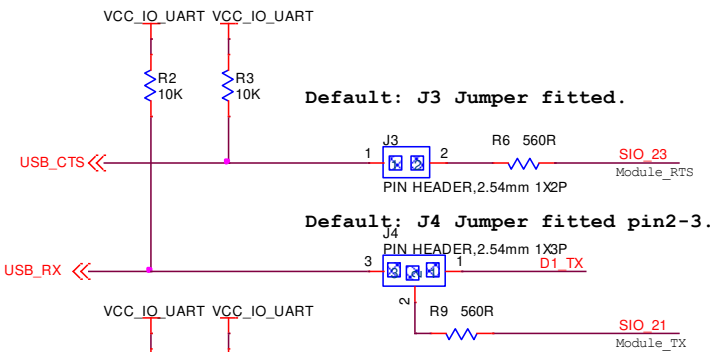 VCC_IO_UART VCC_IO_UART
R2
10K
R3
10K
Default: J3 Jumper fitted.
J3
1
2
R6 560R
USB_CTS
SIO_23
Module_RTS
PIN HEADER,2.54mm 1X2P
Default: J4 Jumper fitted pin2-3.
J4
PIN HEADER,2.54mm 1X3P
USB_RX
3
1
D1_TX
2
VCC_IO_UART VCC_IO_UART
R9 560R
SIO_21
Module_TX